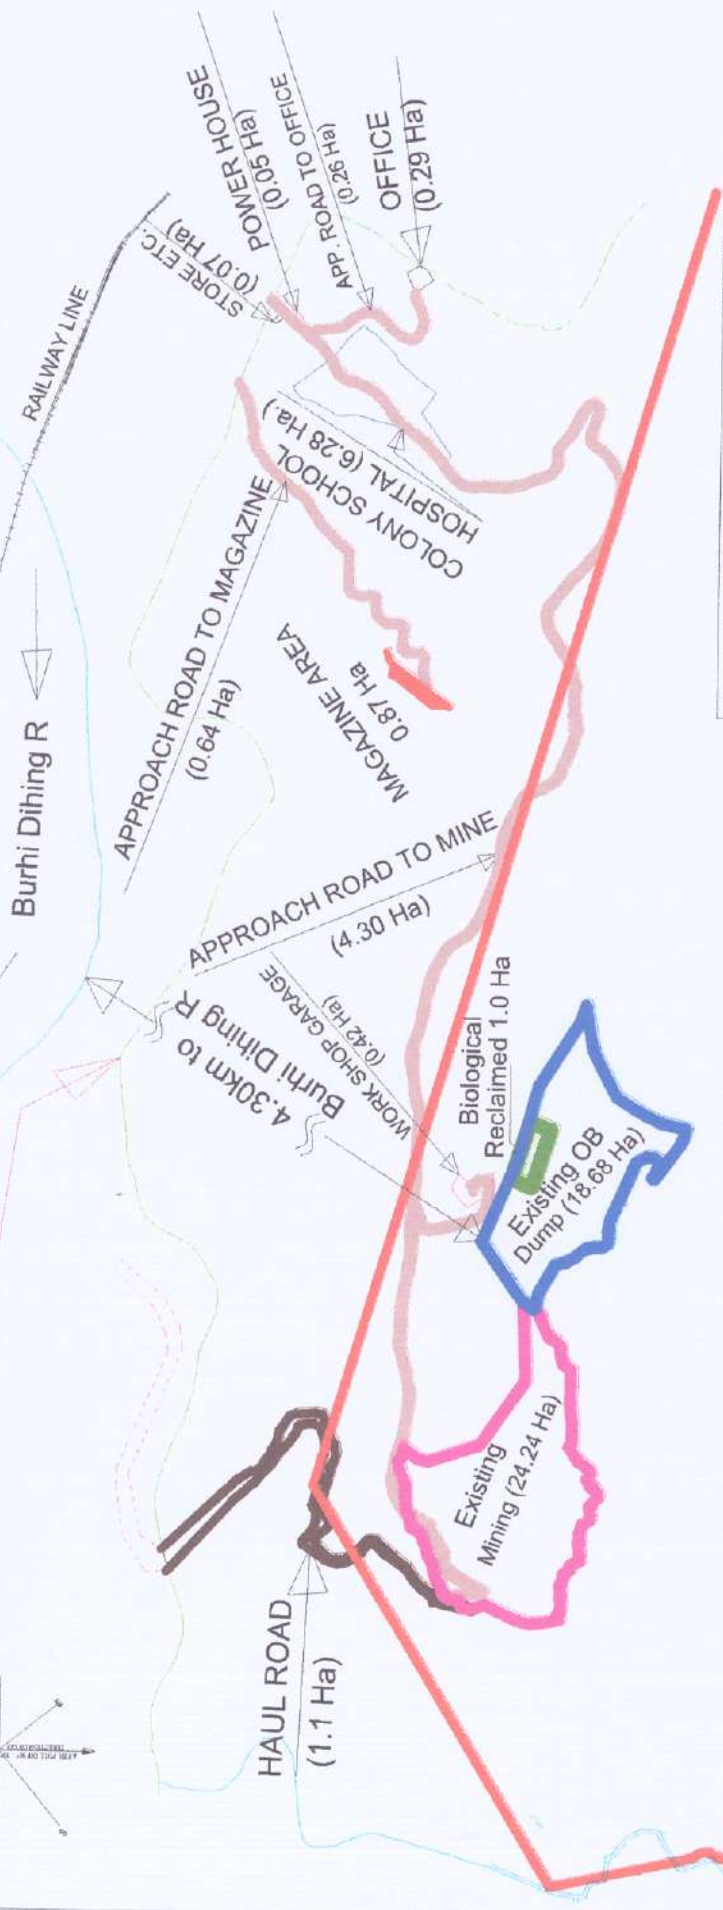 RAILWAY LINE
Burhi Dihing R
STORE ETC.
(0.07 Ha)
POWER HOUSE
(0.05 Ha)
APP. ROAD TO OFFICE
(0.26 Ha)
OFFICE
(0.29 Ha)
COLONY SCHOOL
HOSPITAL (6.28 Ha.)
APPROACH ROAD TO MAGAZINE
(0.64 Ha)
MAGAZINE AREA
0.87 Ha
APPROACH ROAD TO MINE
(4.30 Ha)
WORK SHOP GARAGE
(0.42 Ha)
4.30km to
Burhi Dihing R
Biological
Reclaimed 1.0 Ha
Existing OB
Dump (18.68 Ha)
Existing
Mining (24.24 Ha)
HAUL ROAD
(1.1 Ha)